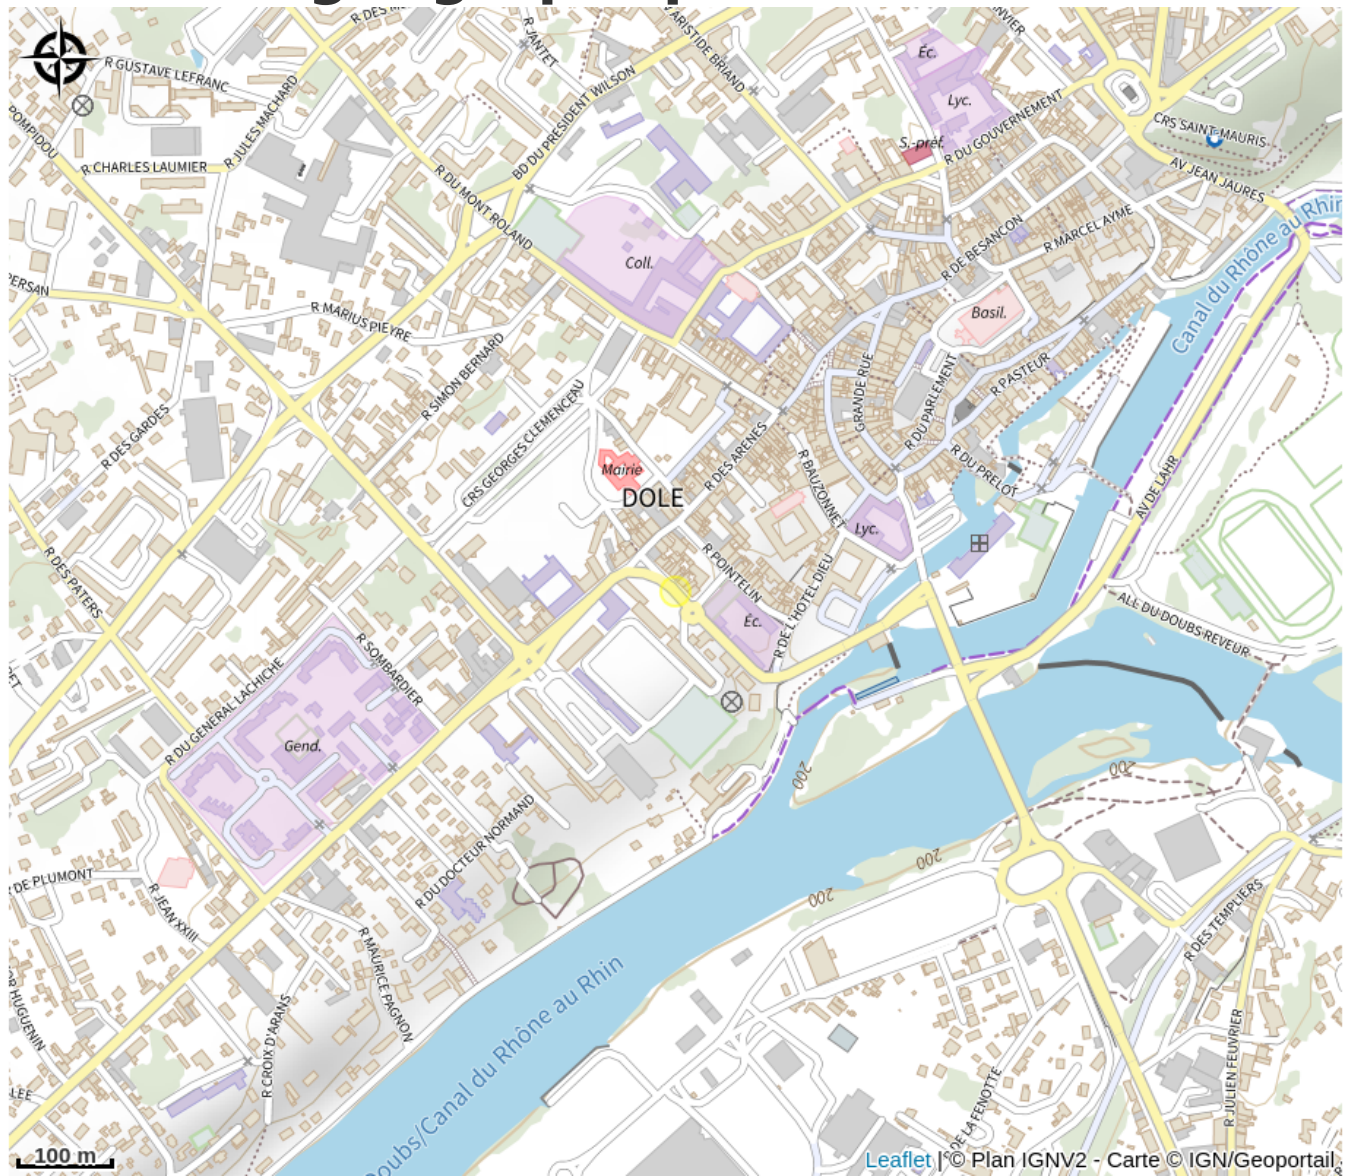 R GUSTAVE LEFRANC
R JANTET
ARISTIDE BRIAND
Éc.
Lyc.
S.-préf.
R DU GOUVERNEMENT
CRS SAINT-MAURIS
AV JEAN JAURES
POMPIDOU
R CHARLES LAUMIER
R JULES MACHARD
BD DU PRESIDENT WILSON
R DU MONT ROLAND
Coll.
R DE BESANCON
R MARCEL AYME
Canal du Rhône au Rhin
PERSAN
R MARIUS PIEYRE
Basil.
R SIMON BERNARD
GRANDE RUE
R DU PARLEMENT
R PASTEUR
R DES GARDES
CRS GEORGES CLEMENCEAU
Mairie
DOLE
R DES ARENES
R BAUZONNET
R DU PRELOT
AV DE LAHR
Lyc.
R DES PATERS
R POINTELIN
Éc.
R DE L'HOTEL DIEU
ALL DU DOUBS REVEUR
R SOMBARDIER
R DU GENERAL LACHICHE
Gend.
200
200
200
200
R DU DOCTEUR NORMAND
DE PLUMONT
R JEAN XXIII
R MAURICE PAGNON
R DES TEMPLIERS
HUGUENIN
R CROIX D'ARANS
Doubs/Canal du Rhône au Rhin
DE LA FENOTTE
R JULIEN FEUVRIER
LEE
100 m
Leaflet | © Plan IGNV2 - Carte © IGN/Geoportail